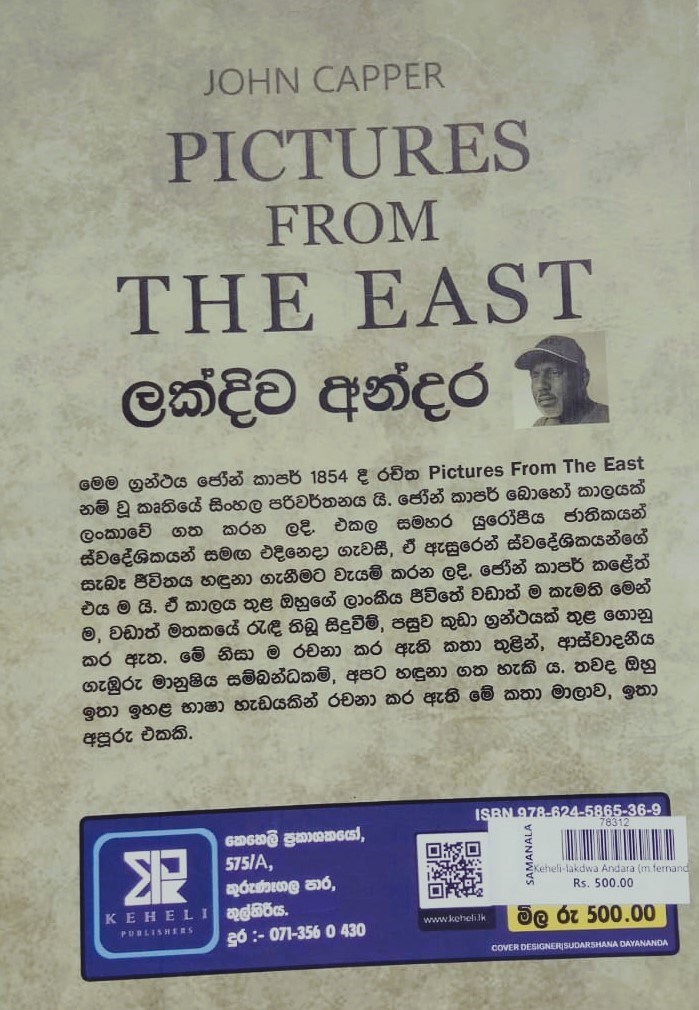 JOHN CAPPER
PICTURES
FROM
THE EAST
ලක්දිව අන්දර
මෙම ග්‍රන්ථය ජෝන් කාපර් 1854 දී රචිත Pictures From The East
නම් වූ කෘතියේ සිංහල පරිවර්තනය යි. ජෝන් කාපර් බොහෝ කාලයක්
ලංකාවේ ගත කරන ලදි. එකල සමහර යුරෝපීය ජාතිකයන්
ස්වදේශිකයන් සමඟ එදිනෙදා ගැවසී, ඒ ඇසුරෙන් ස්වදේශිකයන්ගේ
සැබෑ ජීවිතය හඳුනා ගැනීමට වැයම් කරන ලදි. ජෝන් කාපර් කළේත්
එය ම යි. ඒ කාලය තුළ ඔහුගේ ලාංකීය ජීවිතේ වඩාත් ම කැමති මෙන්
ම, වඩාත් මතකයේ රැඳී තිබූ සිදුවීම්, පසුව කුඩා ග්‍රන්ථයක් තුළ ගොනු
කර ඇත. මේ නිසා ම රචනා කර ඇති කතා තුළින්, ආස්වාදනීය
ගැඹුරු මානුෂිය සම්බන්ධකම්, අපට හඳුනා ගත හැකි ය. තවද ඔහු
ඉතා ඉහළ භාෂා හැඩයකින් රචනා කර ඇති මේ කතා මාලාව, ඉතා
අපූරු එකකි.
ISBN 978-624-5865-36-9
කෙහෙලි ප්‍රකාශකයෝ,
575/A,
කුරුණෑගල පාර,
තුල්හිරිය.
දුර :- 071-356 0 430
KEHELI
PUBLISHERS
www.keheli.lk
SAMANALA
78312
Keheli-lakdwa Andara (m.fernand
Rs. 500.00
මිල රු 500.00
COVER DESIGNER|SUDARSHANA DAYANANDA